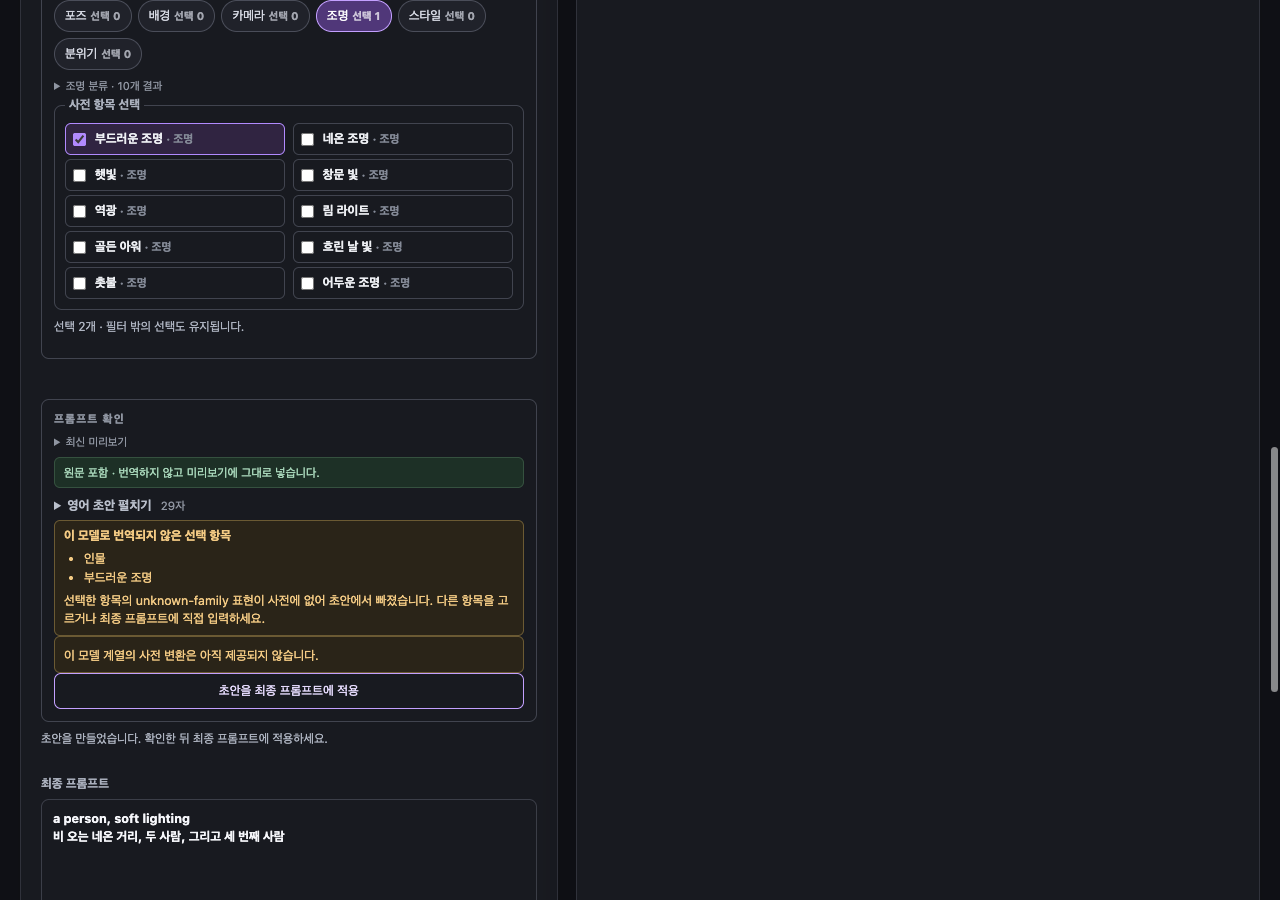 포즈 선택 0
배경 선택 0
카메라 선택 0
조명 선택 1
스타일 선택 0
분위기 선택 0
▶ 조명 분류 · 10개 결과
사전 항목 선택
부드러운 조명 · 조명
네온 조명 · 조명
햇빛 · 조명
창문 빛 · 조명
역광 · 조명
림 라이트 · 조명
골든 아워 · 조명
흐린 날 빛 · 조명
촛불 · 조명
어두운 조명 · 조명
선택 2개 · 필터 밖의 선택도 유지됩니다.
프롬프트 확인
▶ 최신 미리보기
원문 포함 · 번역하지 않고 미리보기에 그대로 넣습니다.
▶ 영어 초안 펼치기 29자
이 모델로 번역되지 않은 선택 항목
• 인물
• 부드러운 조명
선택한 항목의 unknown-family 표현이 사전에 없어 초안에서 빠졌습니다. 다른 항목을 고
르거나 최종 프롬프트에 직접 입력하세요.
이 모델 계열의 사전 변환은 아직 제공되지 않습니다.
초안을 최종 프롬프트에 적용
초안을 만들었습니다. 확인한 뒤 최종 프롬프트에 적용하세요.
최종 프롬프트
a person, soft lighting
비 오는 네온 거리, 두 사람, 그리고 세 번째 사람